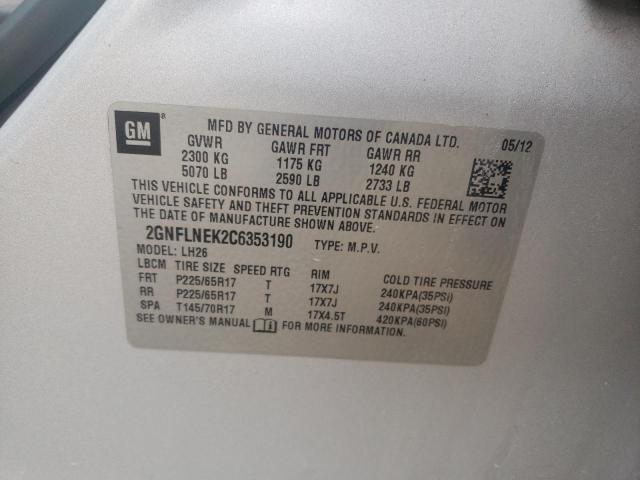 GM ®
MFD BY GENERAL MOTORS OF CANADA LTD. 05/12
GVWR GAWR FRT GAWR RR
2300 KG 1175 KG 1240 KG
5070 LB 2590 LB 2733 LB
THIS VEHICLE CONFORMS TO ALL APPLICABLE U.S. FEDERAL MOTOR
VEHICLE SAFETY AND THEFT PREVENTION STANDARDS IN EFFECT ON
THE DATE OF MANUFACTURE SHOWN ABOVE.
2GNFLNEK2C6353190 TYPE: M.P.V.
MODEL: LH26
LBCM TIRE SIZE SPEED RTG RIM COLD TIRE PRESSURE
FRT P225/65R17 T 17X7J 240KPA(35PSI)
RR P225/65R17 T 17X7J 240KPA(35PSI)
SPA T145/70R17 M 17X4.5T 420KPA(60PSI)
SEE OWNER'S MANUAL FOR MORE INFORMATION.